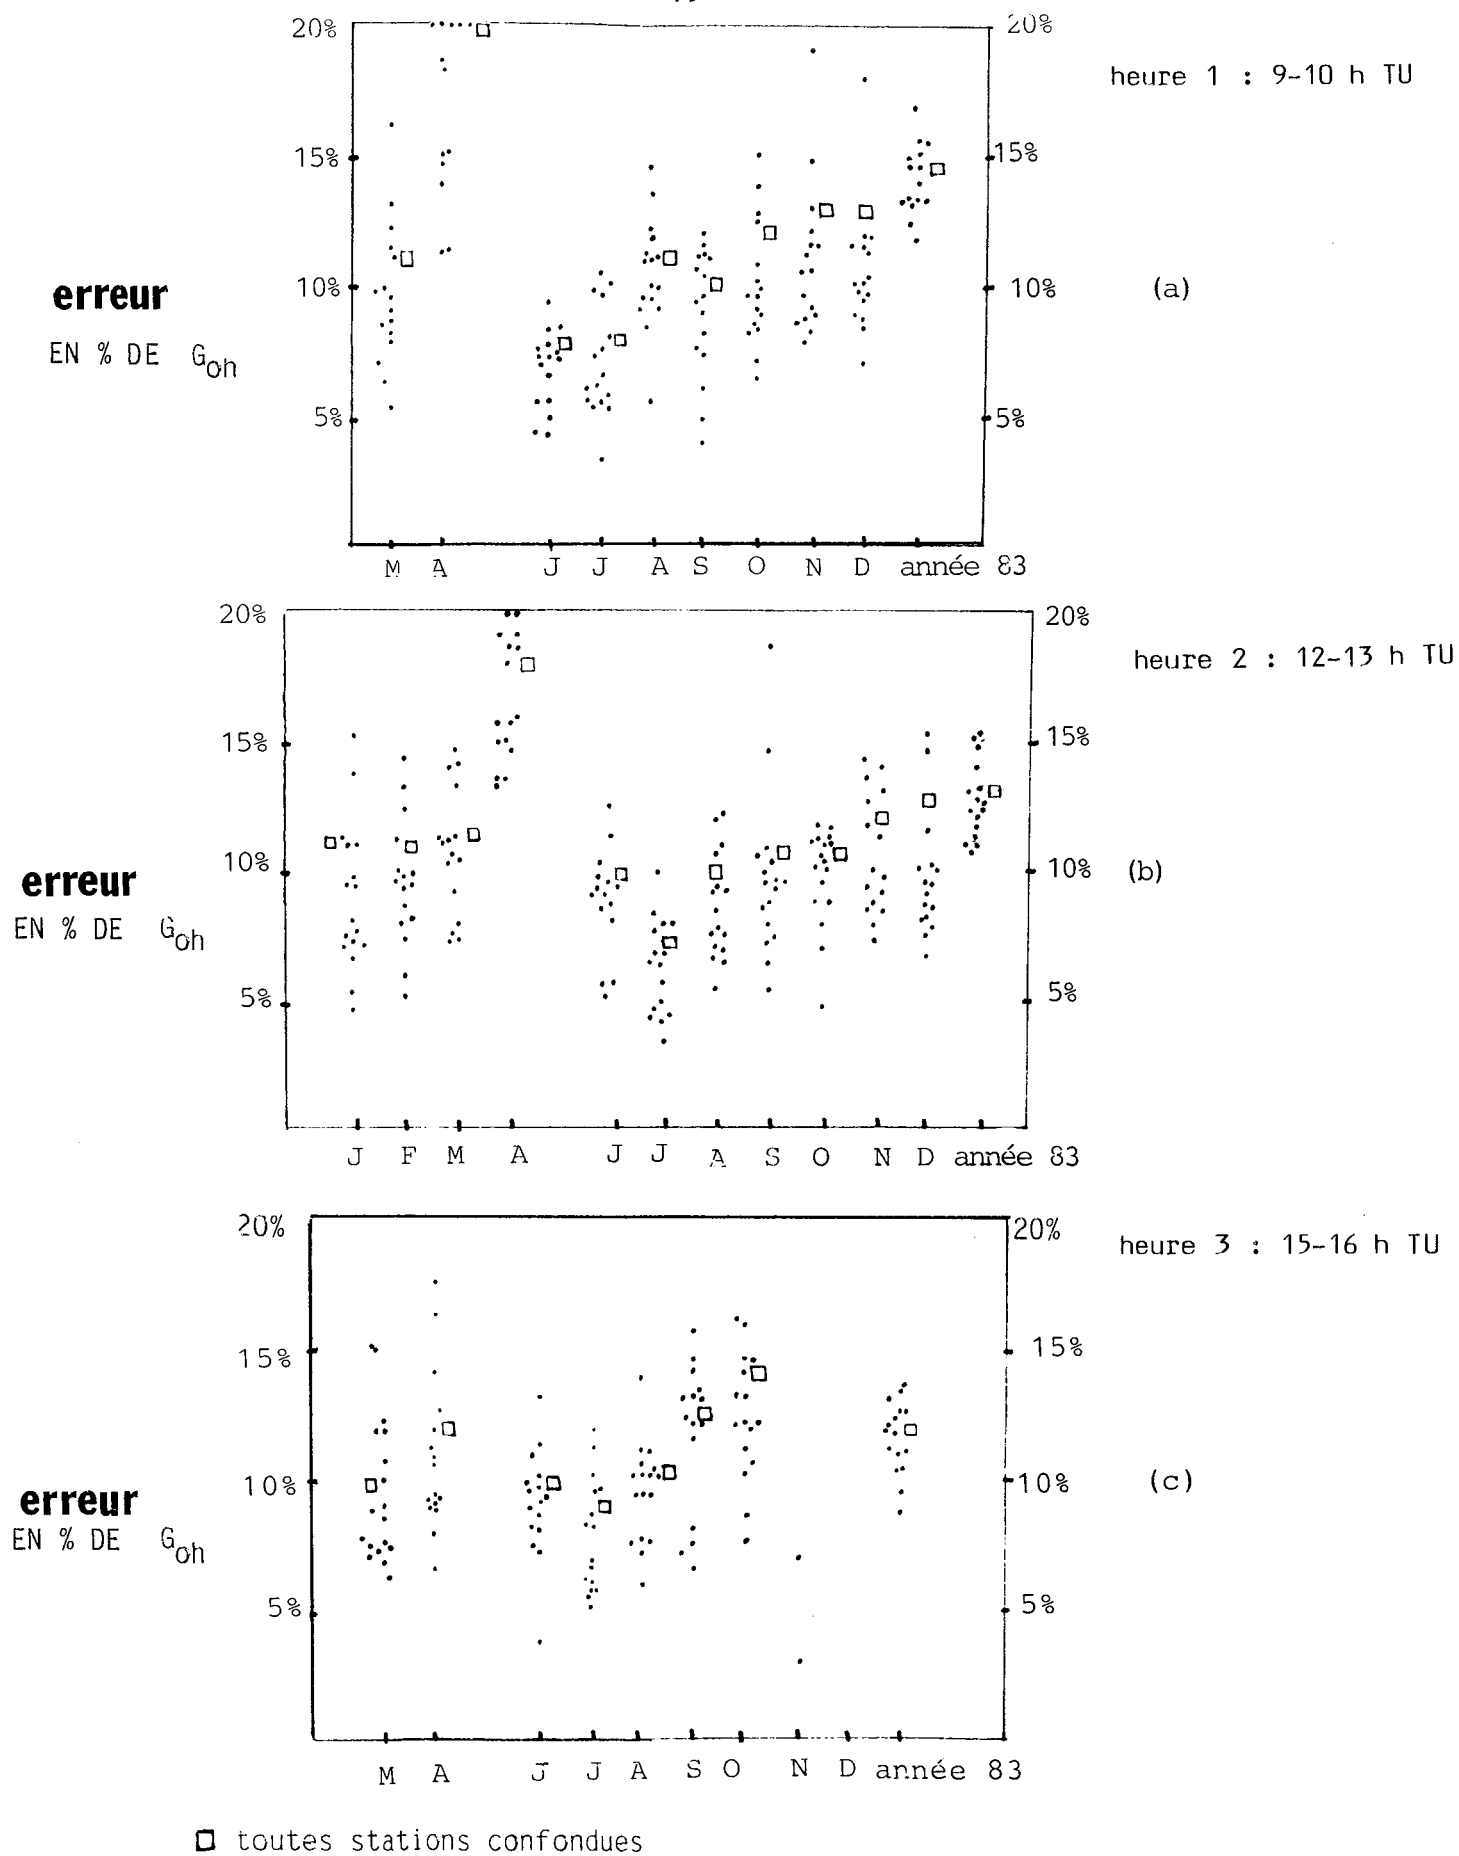 20% 20%
heure 1 : 9-10 h TU
15% 15%
erreur 10% 10% (a)
EN % DE Goh
5% 5%
M A J J A S O N D année 83
20% 20%
heure 2 : 12-13 h TU
15% 15%
10% 10% (b)
erreur
EN % DE Goh
5% 5%
J F M A J J A S O N D année 83
20% 20%
heure 3 : 15-16 h TU
15% 15%
10% 10% (c)
erreur
EN % DE Goh
5% 5%
M A J J A S O N D année 83
toutes stations confondues